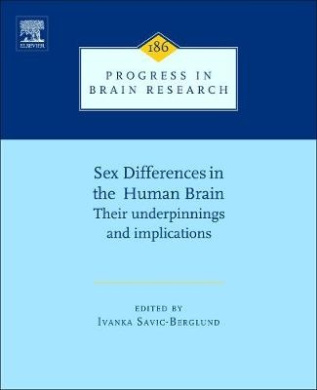 ELSEVIER
186
PROGRESS IN
BRAIN RESEARCH
Sex Differences in
the Human Brain
Their underpinnings
and implications
EDITED BY
IVANKA SAVIC-BERGLUND